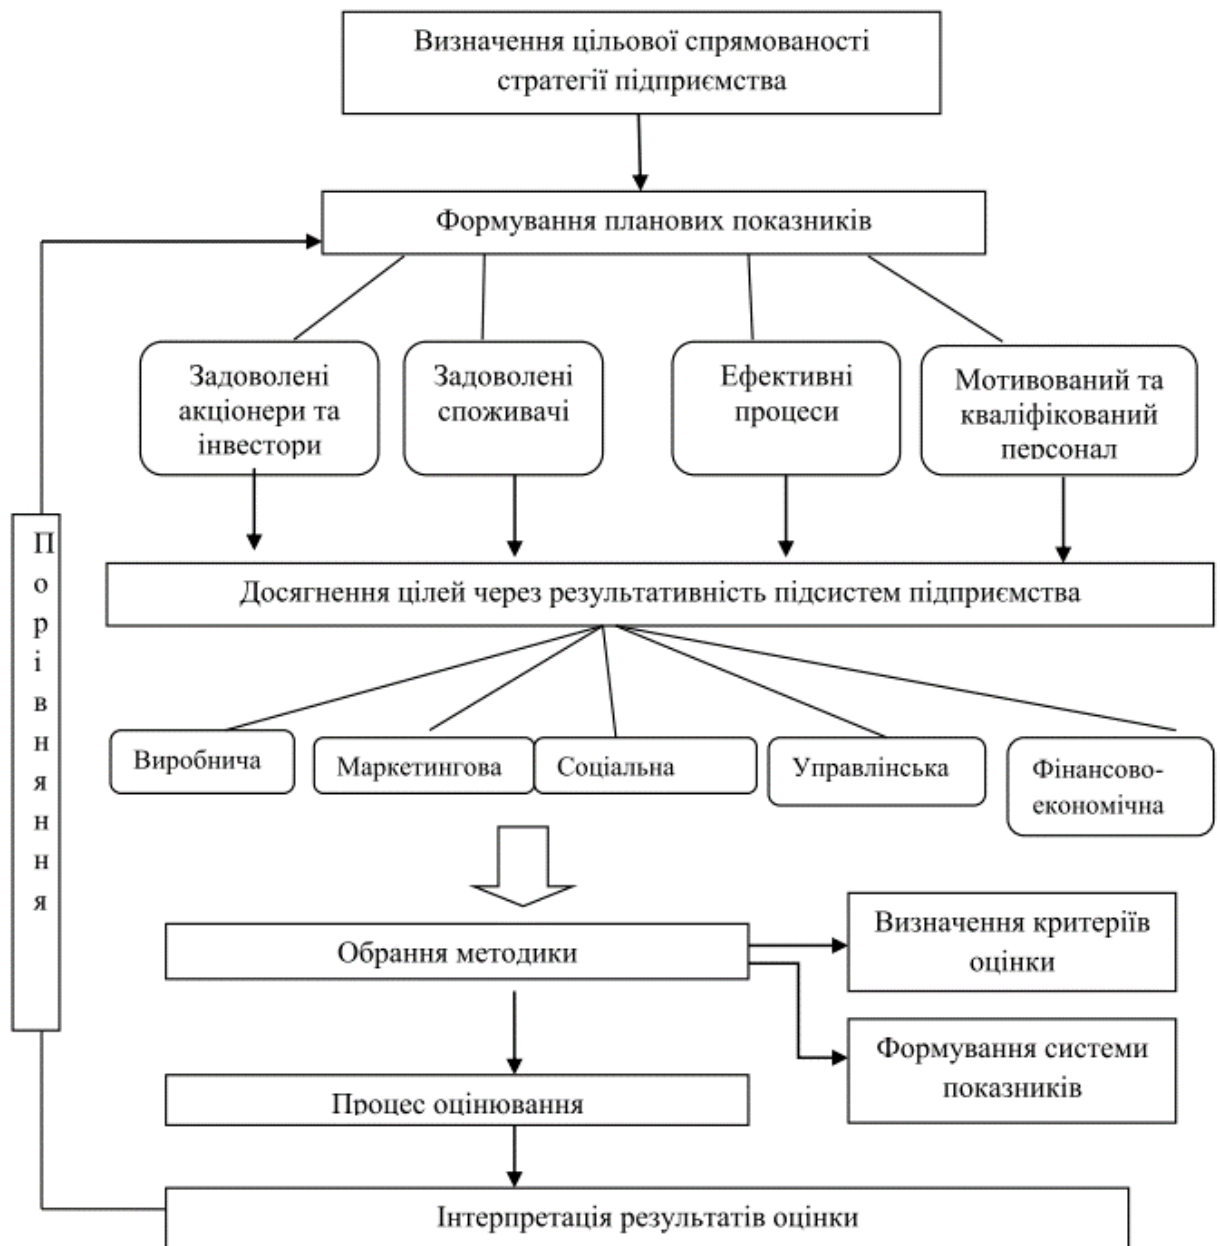 Визначення цільової спрямованості
стратегії підприємства
Формування планових показників
Задоволені
акціонери та
інвестори
Задоволені
споживачі
Ефективні
процеси
Мотивований та
кваліфікований
персонал
Порівняння
Досягнення цілей через результативність підсистем підприємства
Виробнича
Маркетингова
Соціальна
Управлінська
Фінансово-
економічна
Обрання методики
Визначення критеріїв
оцінки
Формування системи
показників
Процес оцінювання
Інтерпретація результатів оцінки